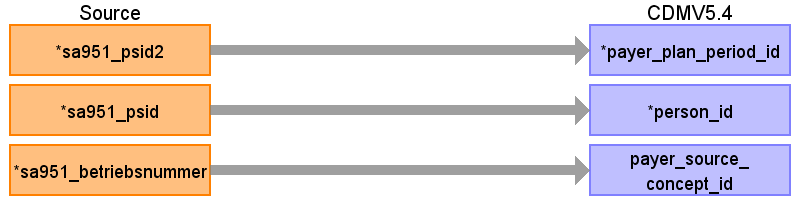 Source
CDMV5.4
*sa951_psid2
*payer_plan_period_id
*sa951_psid
*person_id
*sa951_betriebsnummer
payer_source_
concept_id